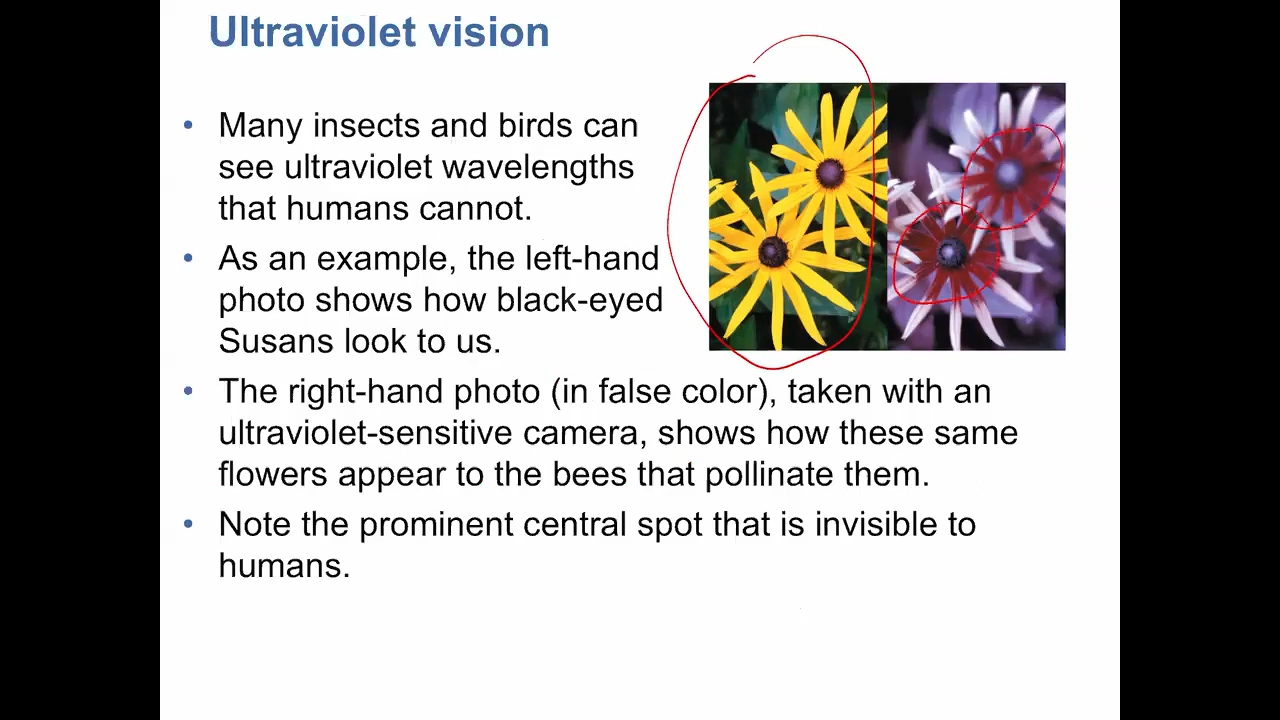 Ultraviolet vision
• Many insects and birds can
see ultraviolet wavelengths
that humans cannot.
• As an example, the left-hand
photo shows how black-eyed
Susans look to us.
• The right-hand photo (in false color), taken with an
ultraviolet-sensitive camera, shows how these same
flowers appear to the bees that pollinate them.
• Note the prominent central spot that is invisible to
humans.